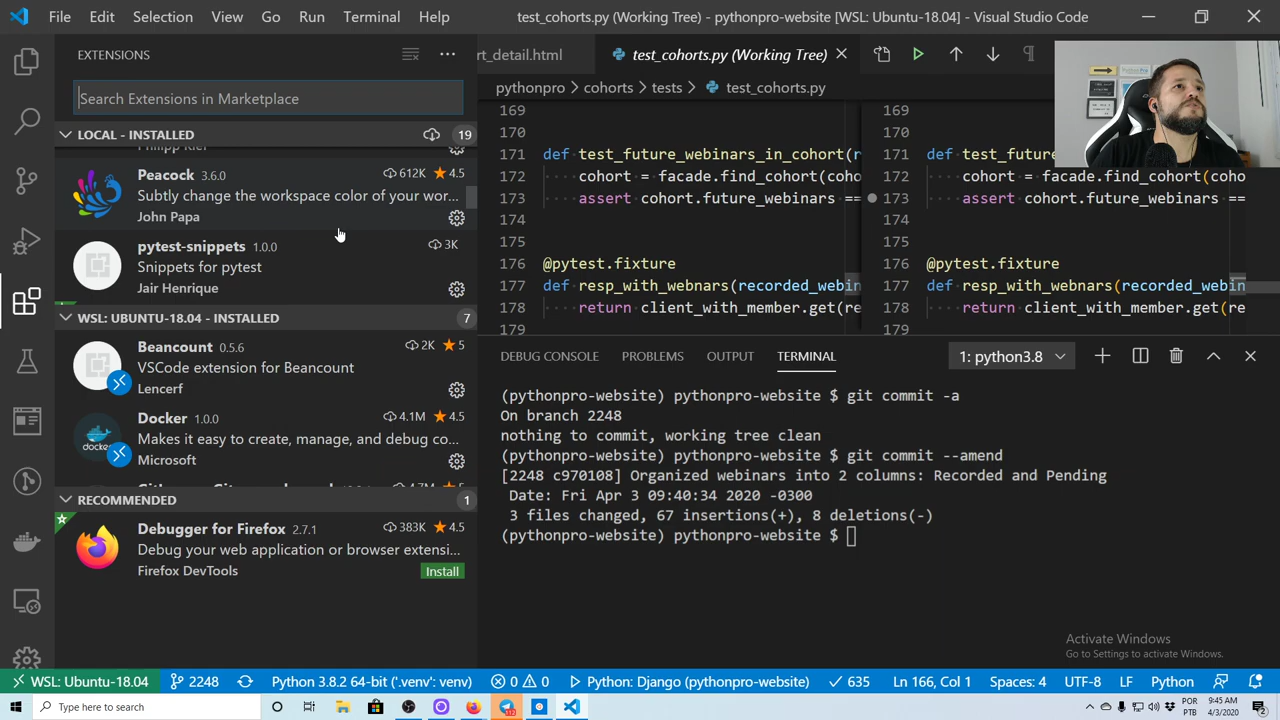 File Edit Selection View Go Run Terminal Help
test_cohorts.py (Working Tree) - pythonpro-website [WSL: Ubuntu-18.04] - Visual Studio Code
EXTENSIONS
rt_detail.html
test_cohorts.py (Working Tree)
Search Extensions in Marketplace
pythonpro > cohorts > tests > test_cohorts.py
LOCAL - INSTALLED 19
Peacock 3.6.0 612K 4.5
Subtly change the workspace color of your wor...
John Papa
pytest-snippets 1.0.0 3K
Snippets for pytest
Jair Henrique
WSL: UBUNTU-18.04 - INSTALLED 7
Beancount 0.5.6 2K 5
VSCode extension for Beancount
Lencerf
Docker 1.0.0 4.1M 4.5
Makes it easy to create, manage, and debug co...
Microsoft
RECOMMENDED 1
Debugger for Firefox 2.7.1 383K 4.5
Debug your web application or browser extensi...
Firefox DevTools Install
169
170
171 def test_future_webinars_in_cohort(r
172 ····cohort = facade.find_cohort(coho
173 ····assert cohort.future_webinars ==
174
175
176 @pytest.fixture
177 def resp_with_webnars(recorded_webin
178 ····return client_with_member.get(re
179
169
170
171 def test_futu
172 ····cohort = facade.find_cohort(coho
173 ····assert cohort.future_webinars ==
174
175
176 @pytest.fixture
177 def resp_with_webnars(recorded_webin
178 ····return client_with_member.get(re
179
DEBUG CONSOLE PROBLEMS OUTPUT TERMINAL 1: python3.8
(pythonpro-website) pythonpro-website $ git commit -a
On branch 2248
nothing to commit, working tree clean
(pythonpro-website) pythonpro-website $ git commit --amend
[2248 c970108] Organized webinars into 2 columns: Recorded and Pending
Date: Fri Apr 3 09:40:34 2020 -0300
3 files changed, 67 insertions(+), 8 deletions(-)
(pythonpro-website) pythonpro-website $
Activate Windows
Go to Settings to activate Windows.
WSL: Ubuntu-18.04 2248 Python 3.8.2 64-bit ('.venv': venv) 0 0 Python: Django (pythonpro-website) 635 Ln 166, Col 1 Spaces: 4 UTF-8 LF Python
Type here to search
POR
PTB
9:45 AM
4/3/2020